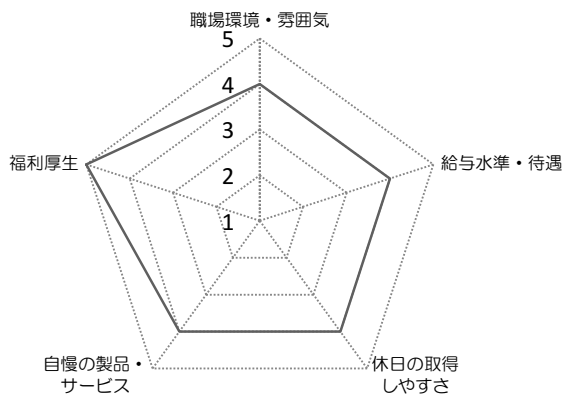 職場環境・雰囲気
5
4
3
2
1
給与水準・待遇
休日の取得
しやすさ
自慢の製品・
サービス
福利厚生